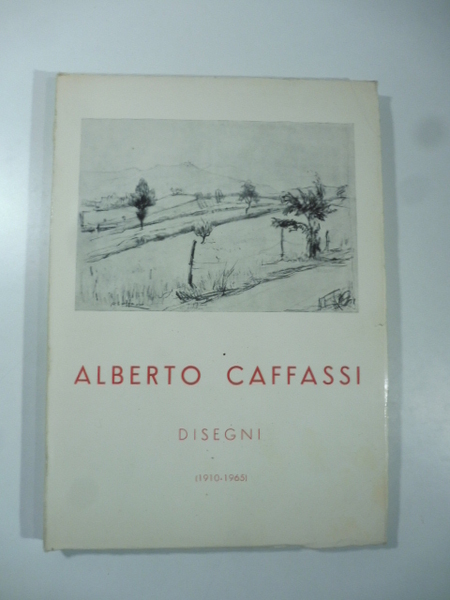 ALBERTO CAFFASSI
DISEGNI
(1910-1965)